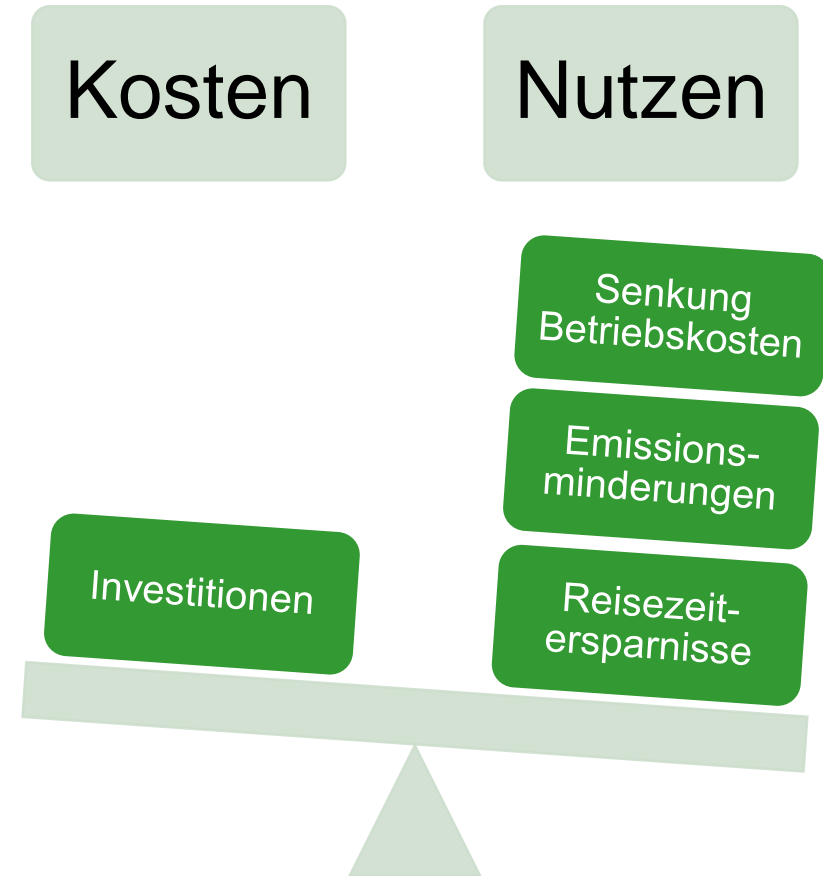 Kosten
Nutzen
Senkung
Betriebskosten
Emissions-
minderungen
Investitionen
Reisezeit-
ersparnisse